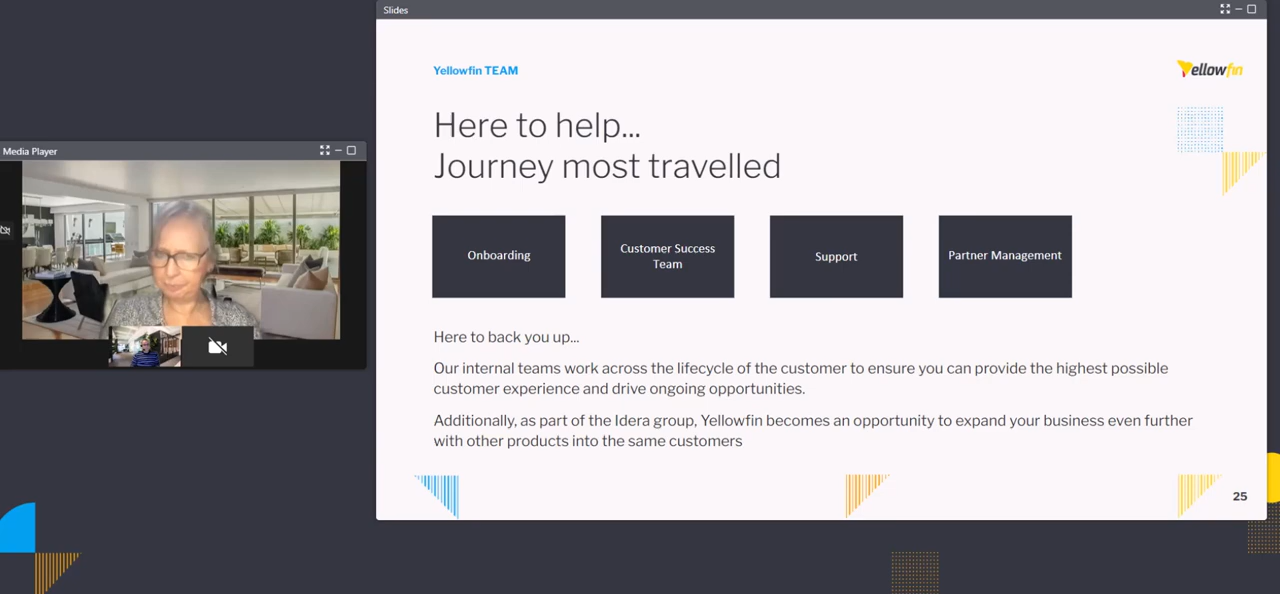 Slides
Yellowfin TEAM
Yellowfin
Here to help...
Journey most travelled
Media Player
Onboarding
Customer Success
Team
Support
Partner Management
Here to back you up...
Our internal teams work across the lifecycle of the customer to ensure you can provide the highest possible
customer experience and drive ongoing opportunities.
Additionally, as part of the Idera group, Yellowfin becomes an opportunity to expand your business even further
with other products into the same customers
25